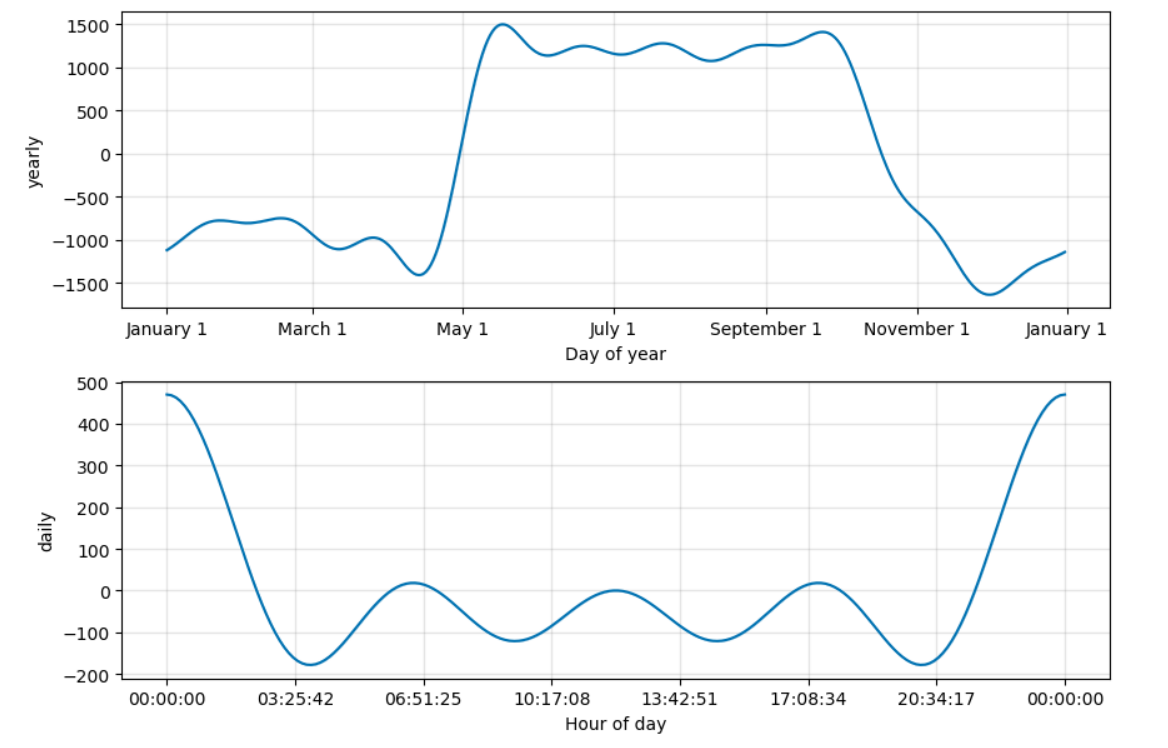 1500
1000
500
0
−500
−1000
−1500
yearly
January 1 March 1 May 1 July 1 September 1 November 1 January 1
Day of year
500
400
300
200
100
0
−100
−200
daily
00:00:00 03:25:42 06:51:25 10:17:08 13:42:51 17:08:34 20:34:17 00:00:00
Hour of day